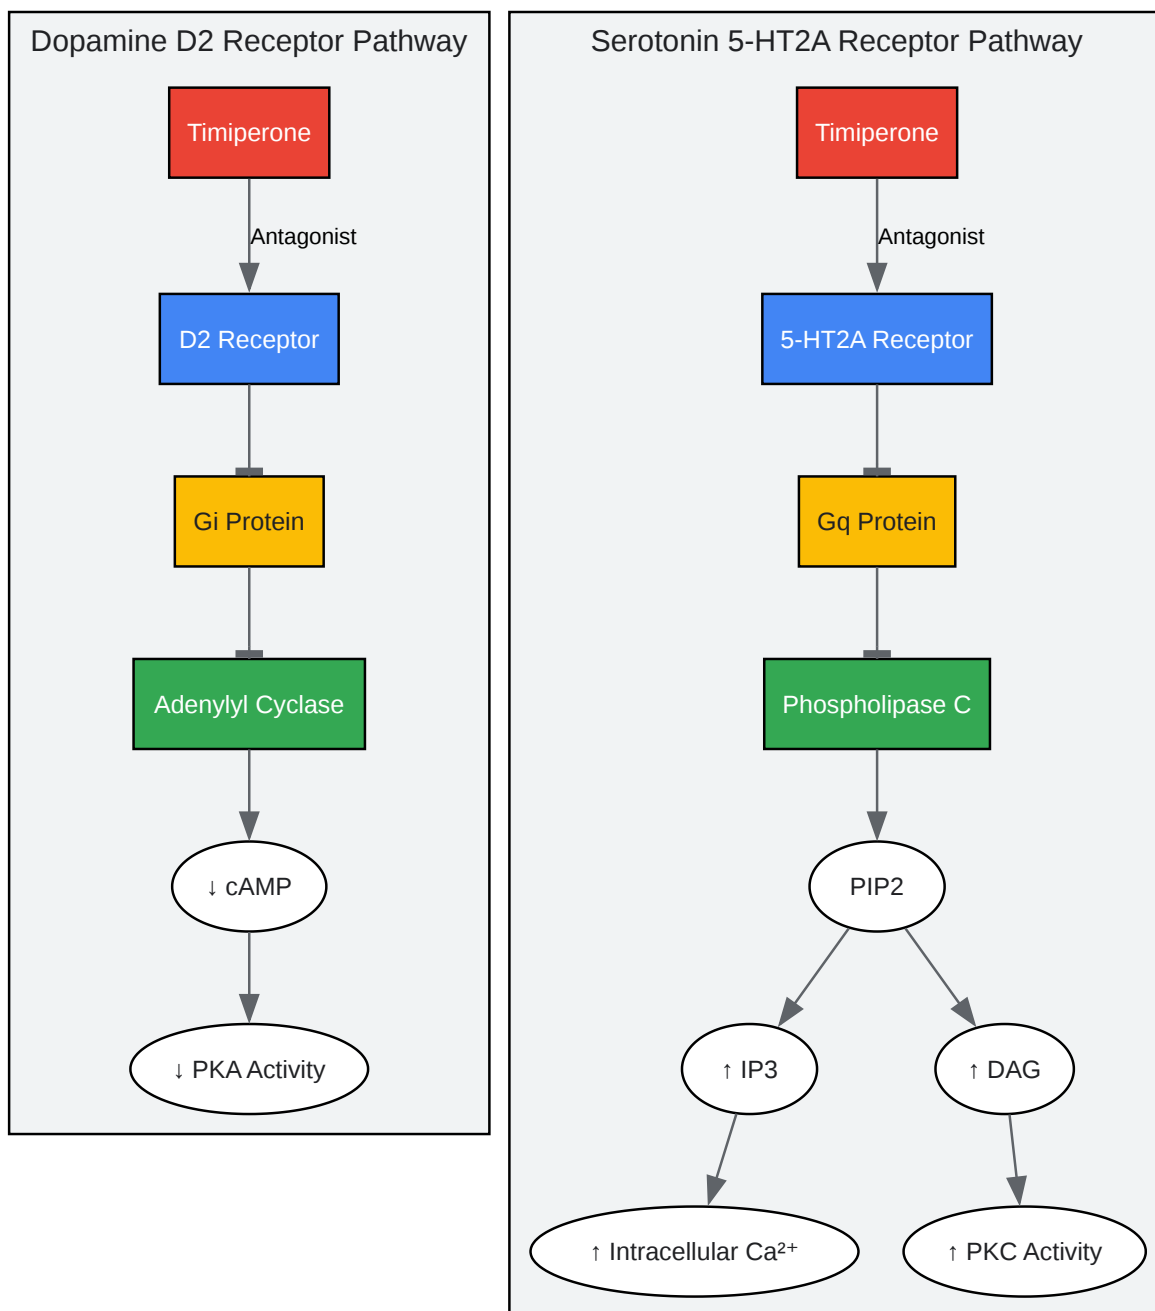 Dopamine D2 Receptor Pathway
Timiperone
Antagonist
D2 Receptor
Gi Protein
Adenylyl Cyclase
↓ cAMP
↓ PKA Activity
Serotonin 5-HT2A Receptor Pathway
Timiperone
Antagonist
5-HT2A Receptor
Gq Protein
Phospholipase C
PIP2
↑ IP3
↑ DAG
↑ Intracellular Ca²⁺
↑ PKC Activity